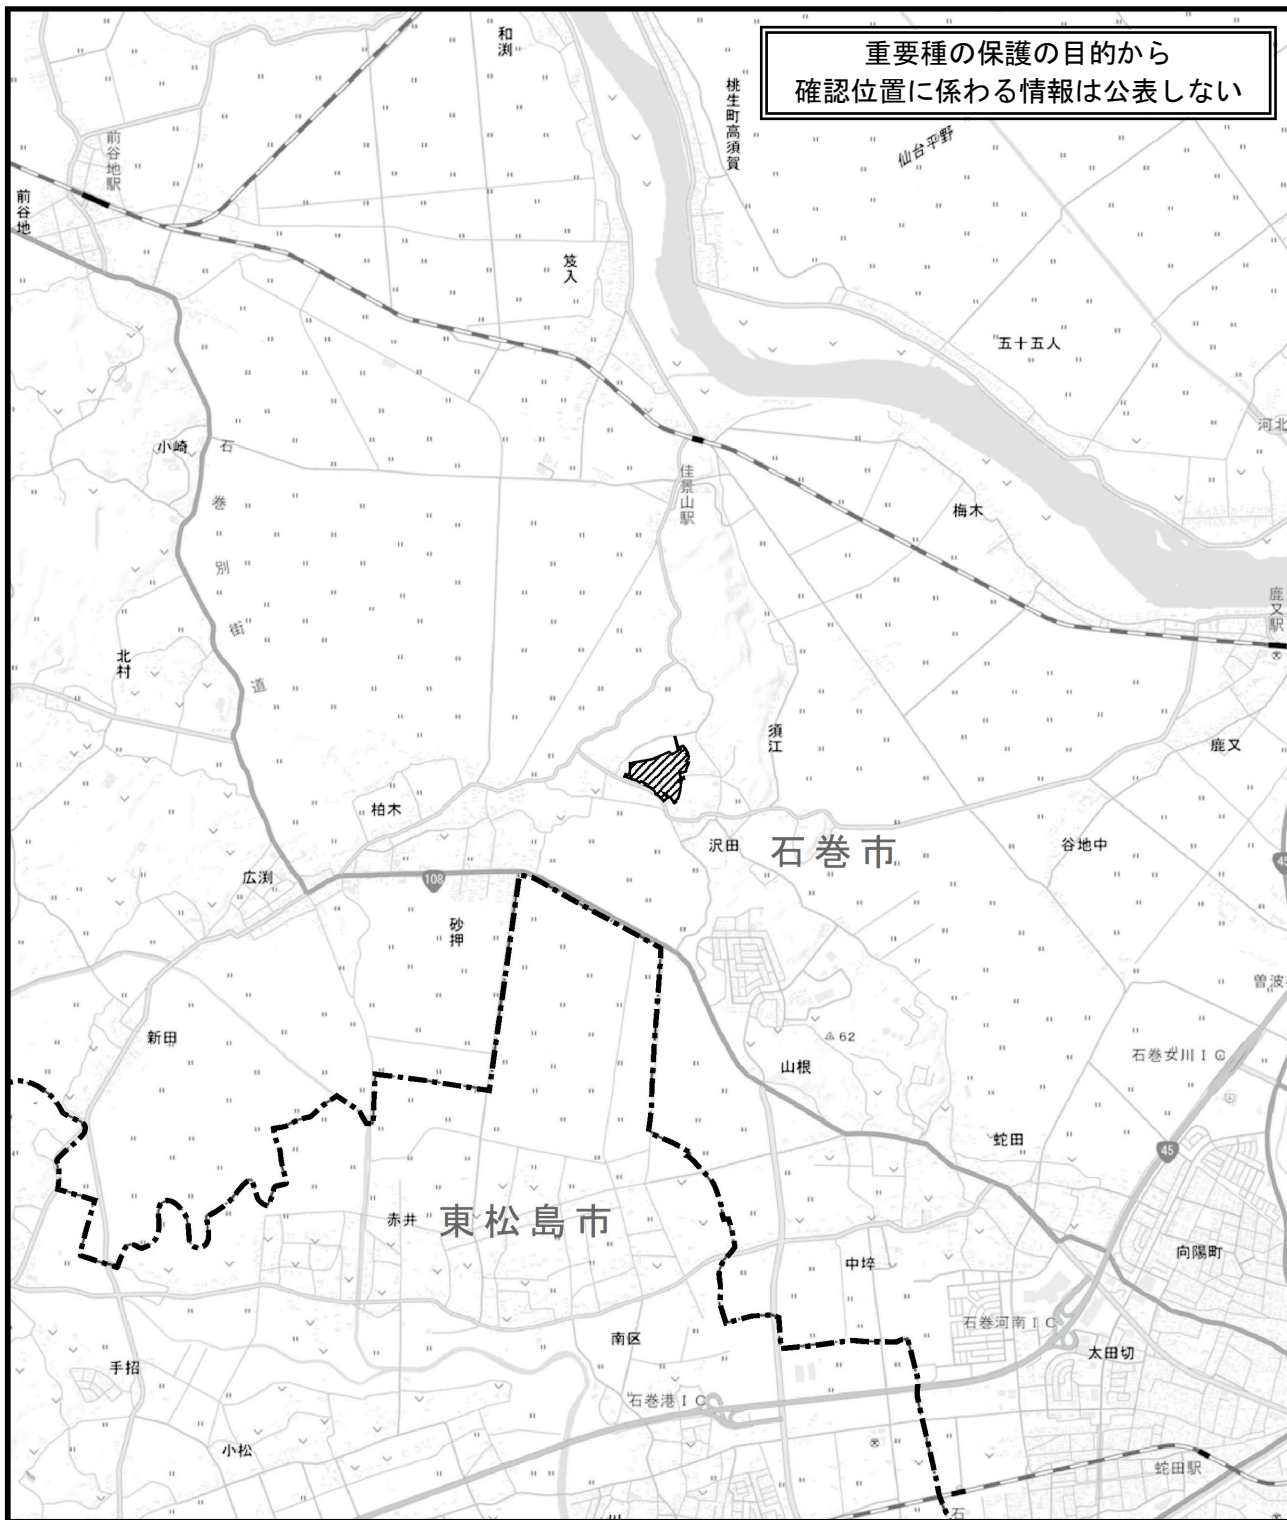 重要種の保護の目的から
確認位置に係わる情報は公表しない
和渕
桃生町高須賀
仙台平野
前谷地駅
前谷地
笈入
五十五人
河北
小崎
石巻別街道
佳景山駅
梅木
鹿又駅
北村
須江
鹿又
柏木
沢田
石巻市
谷地中
広渕
108
砂押
45
曽波
新田
62
山根
石巻女川IC
蛇田
45
赤井
東松島市
中埣
向陽町
南区
石巻河南IC
太田切
手招
石巻港IC
小松
蛇田駅
石